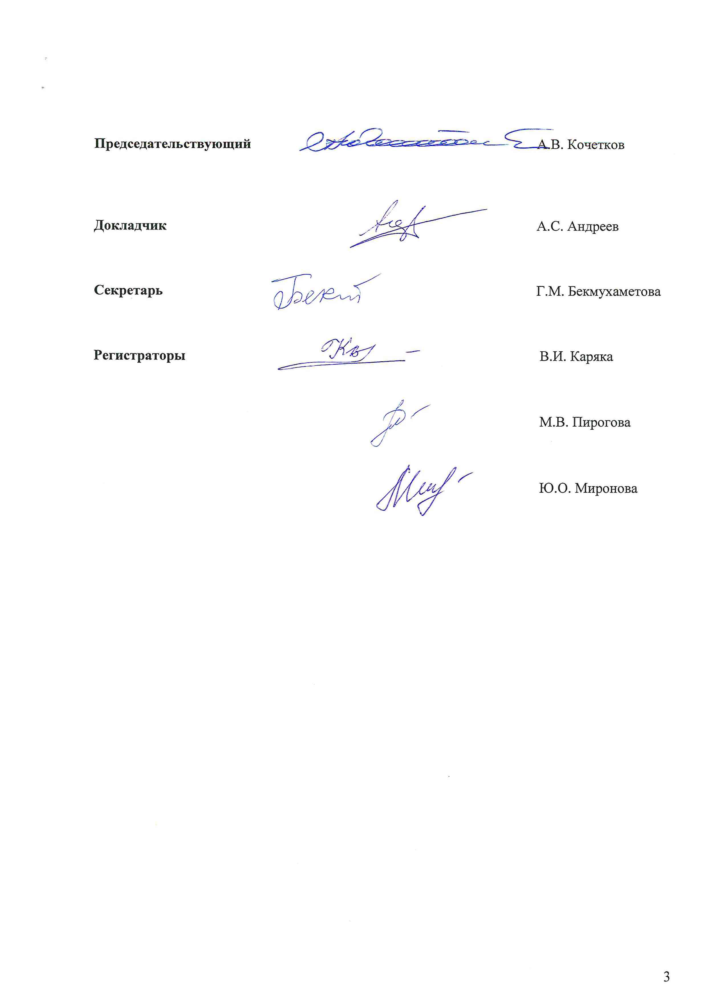 Председательствующий А.В. Кочетков
Докладчик А.С. Андреев
Секретарь Г.М. Бекмухаметова
Регистраторы В.И. Каряка
М.В. Пирогова
Ю.О. Миронова
3